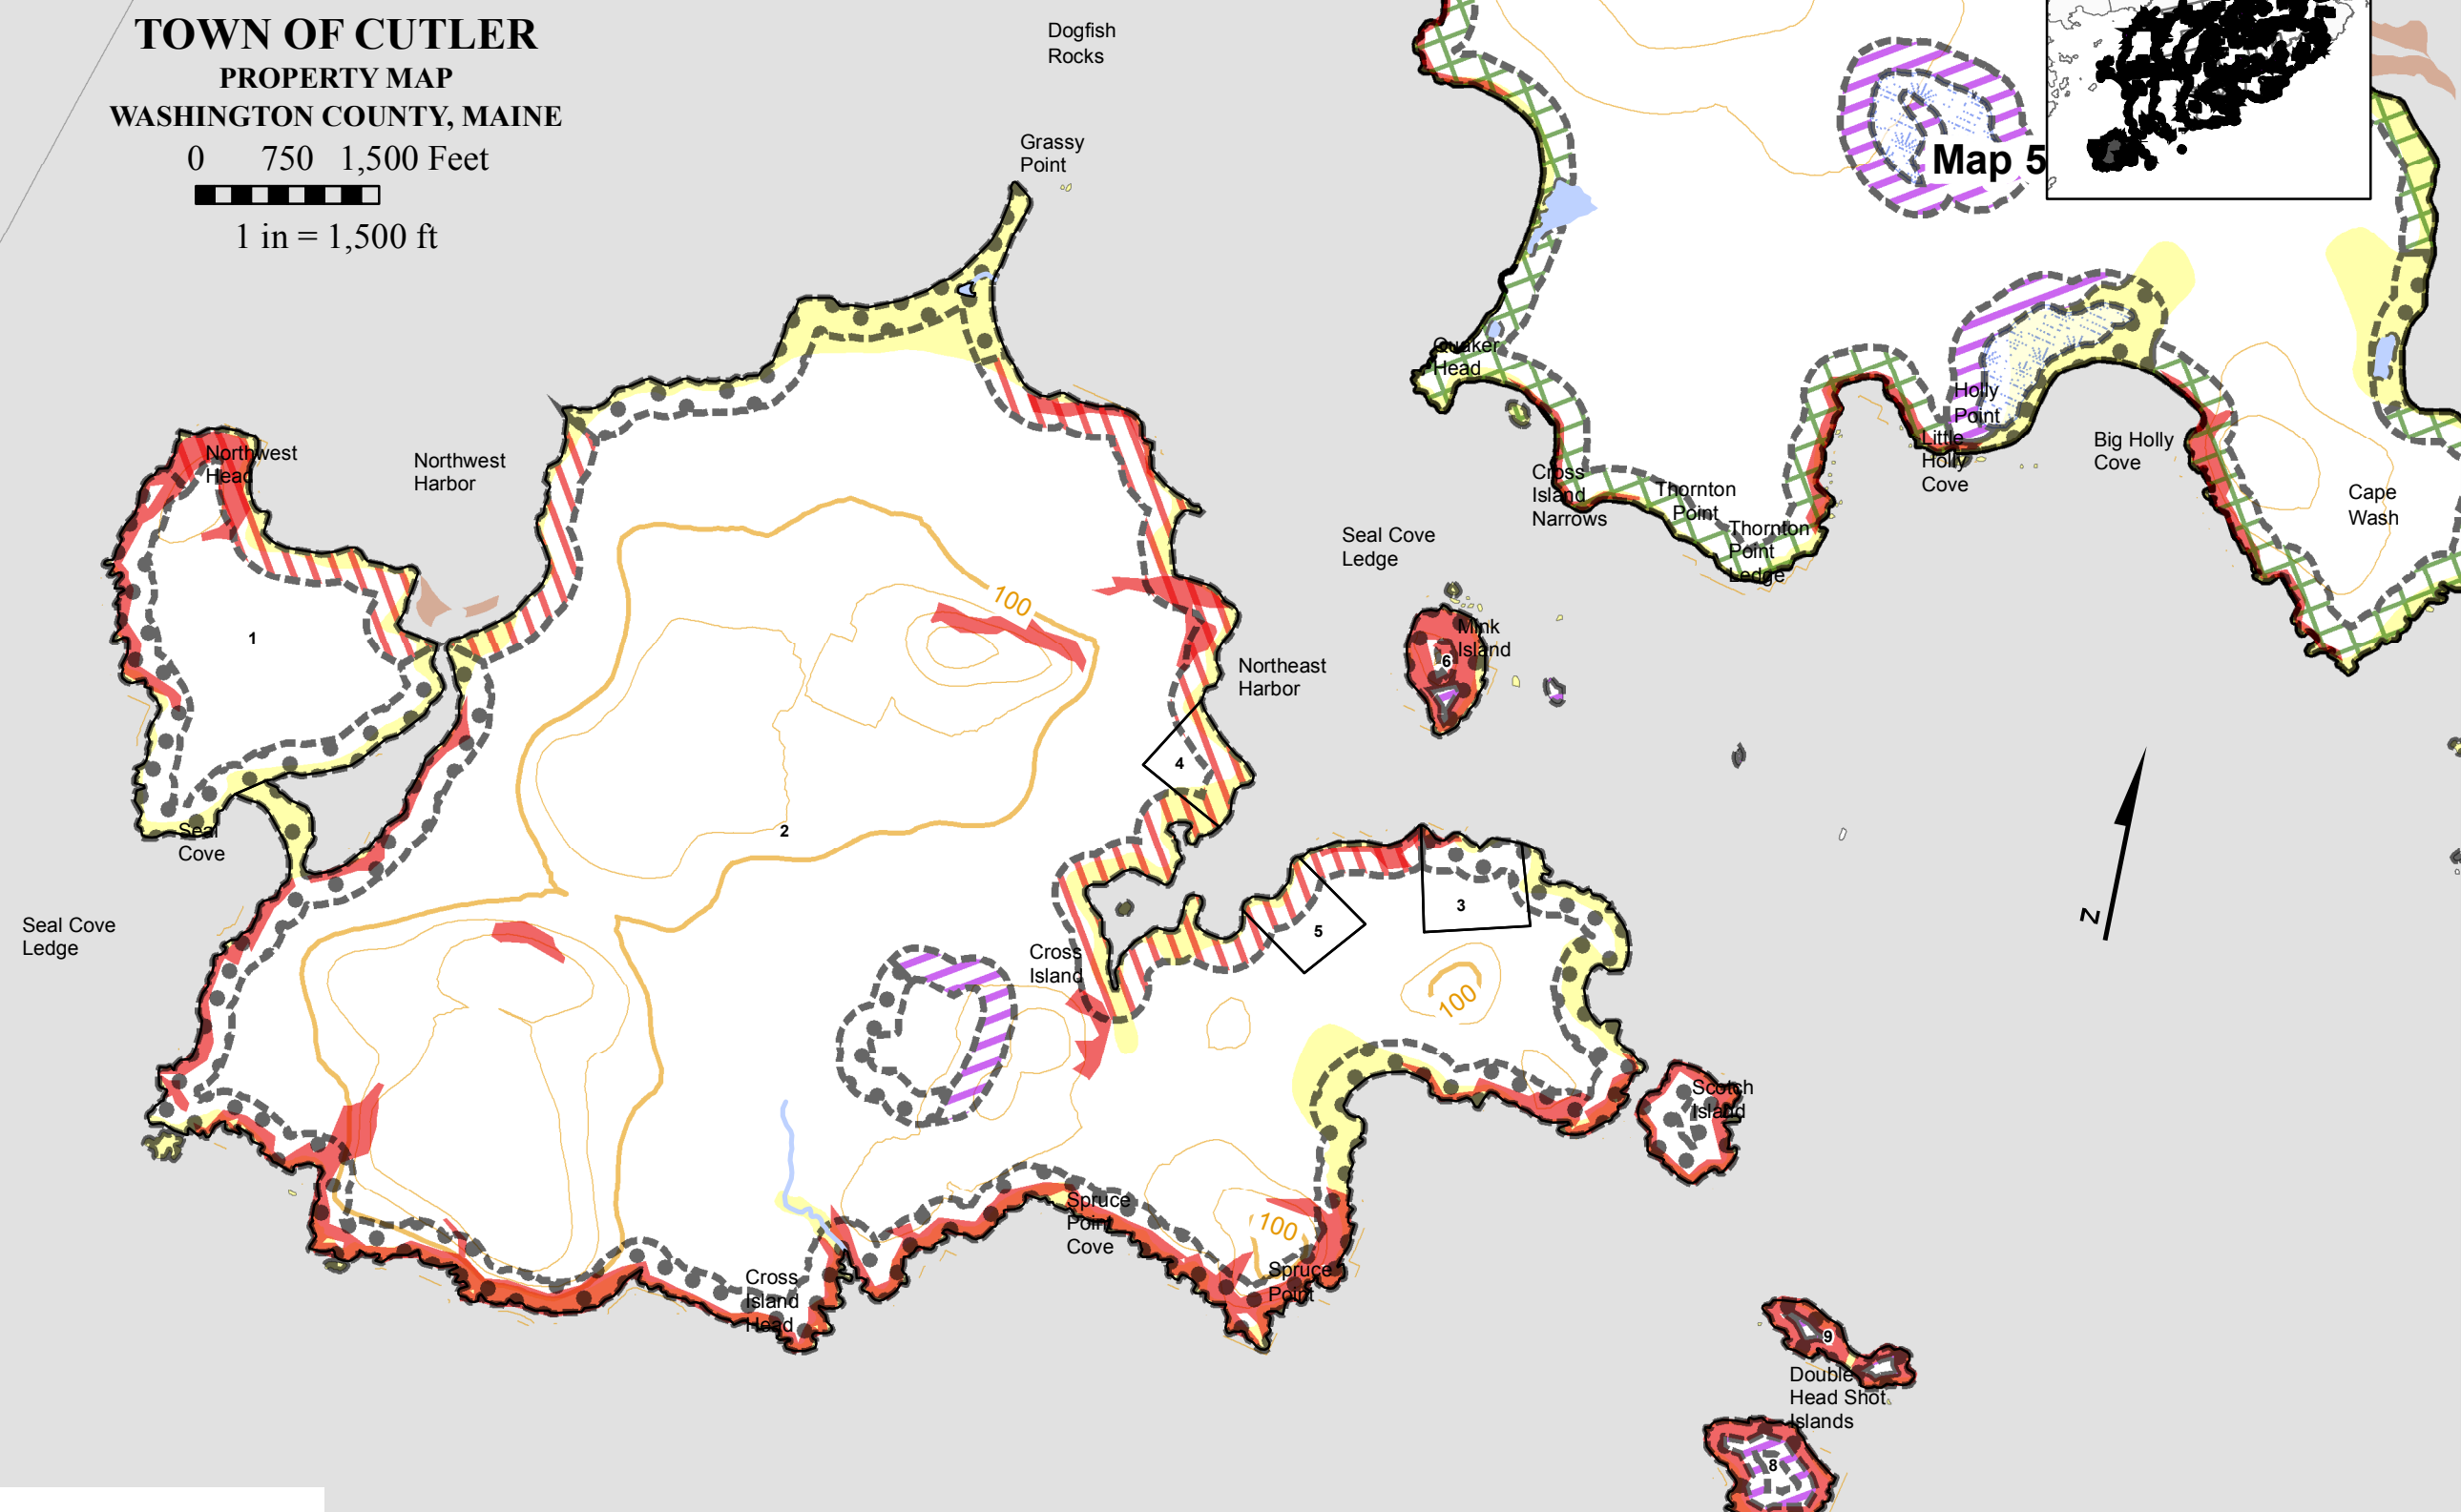 TOWN OF CUTLER
PROPERTY MAP
WASHINGTON COUNTY, MAINE
0 750 1,500 Feet
1 in = 1,500 ft
Dogfish
Rocks
Grassy
Point
Map 5
Quaker
Head
Holly
Point
Little
Holly
Cove
Big Holly
Cove
Cape
Wash
Northwest
Head
Northwest
Harbor
Cross
Island
Narrows
Thornton
Point
Thornton
Point
Ledge
Seal Cove
Ledge
100
1
Mink
Island
6
Northeast
Harbor
4
2
Seal
Cove
3
5
Seal Cove
Ledge
Cross
Island
N
100
Scotch
Island
Spruce
Point
Cove
100
Spruce
Point
Cross
Island
Head
9
Double
Head Shot
Islands
8